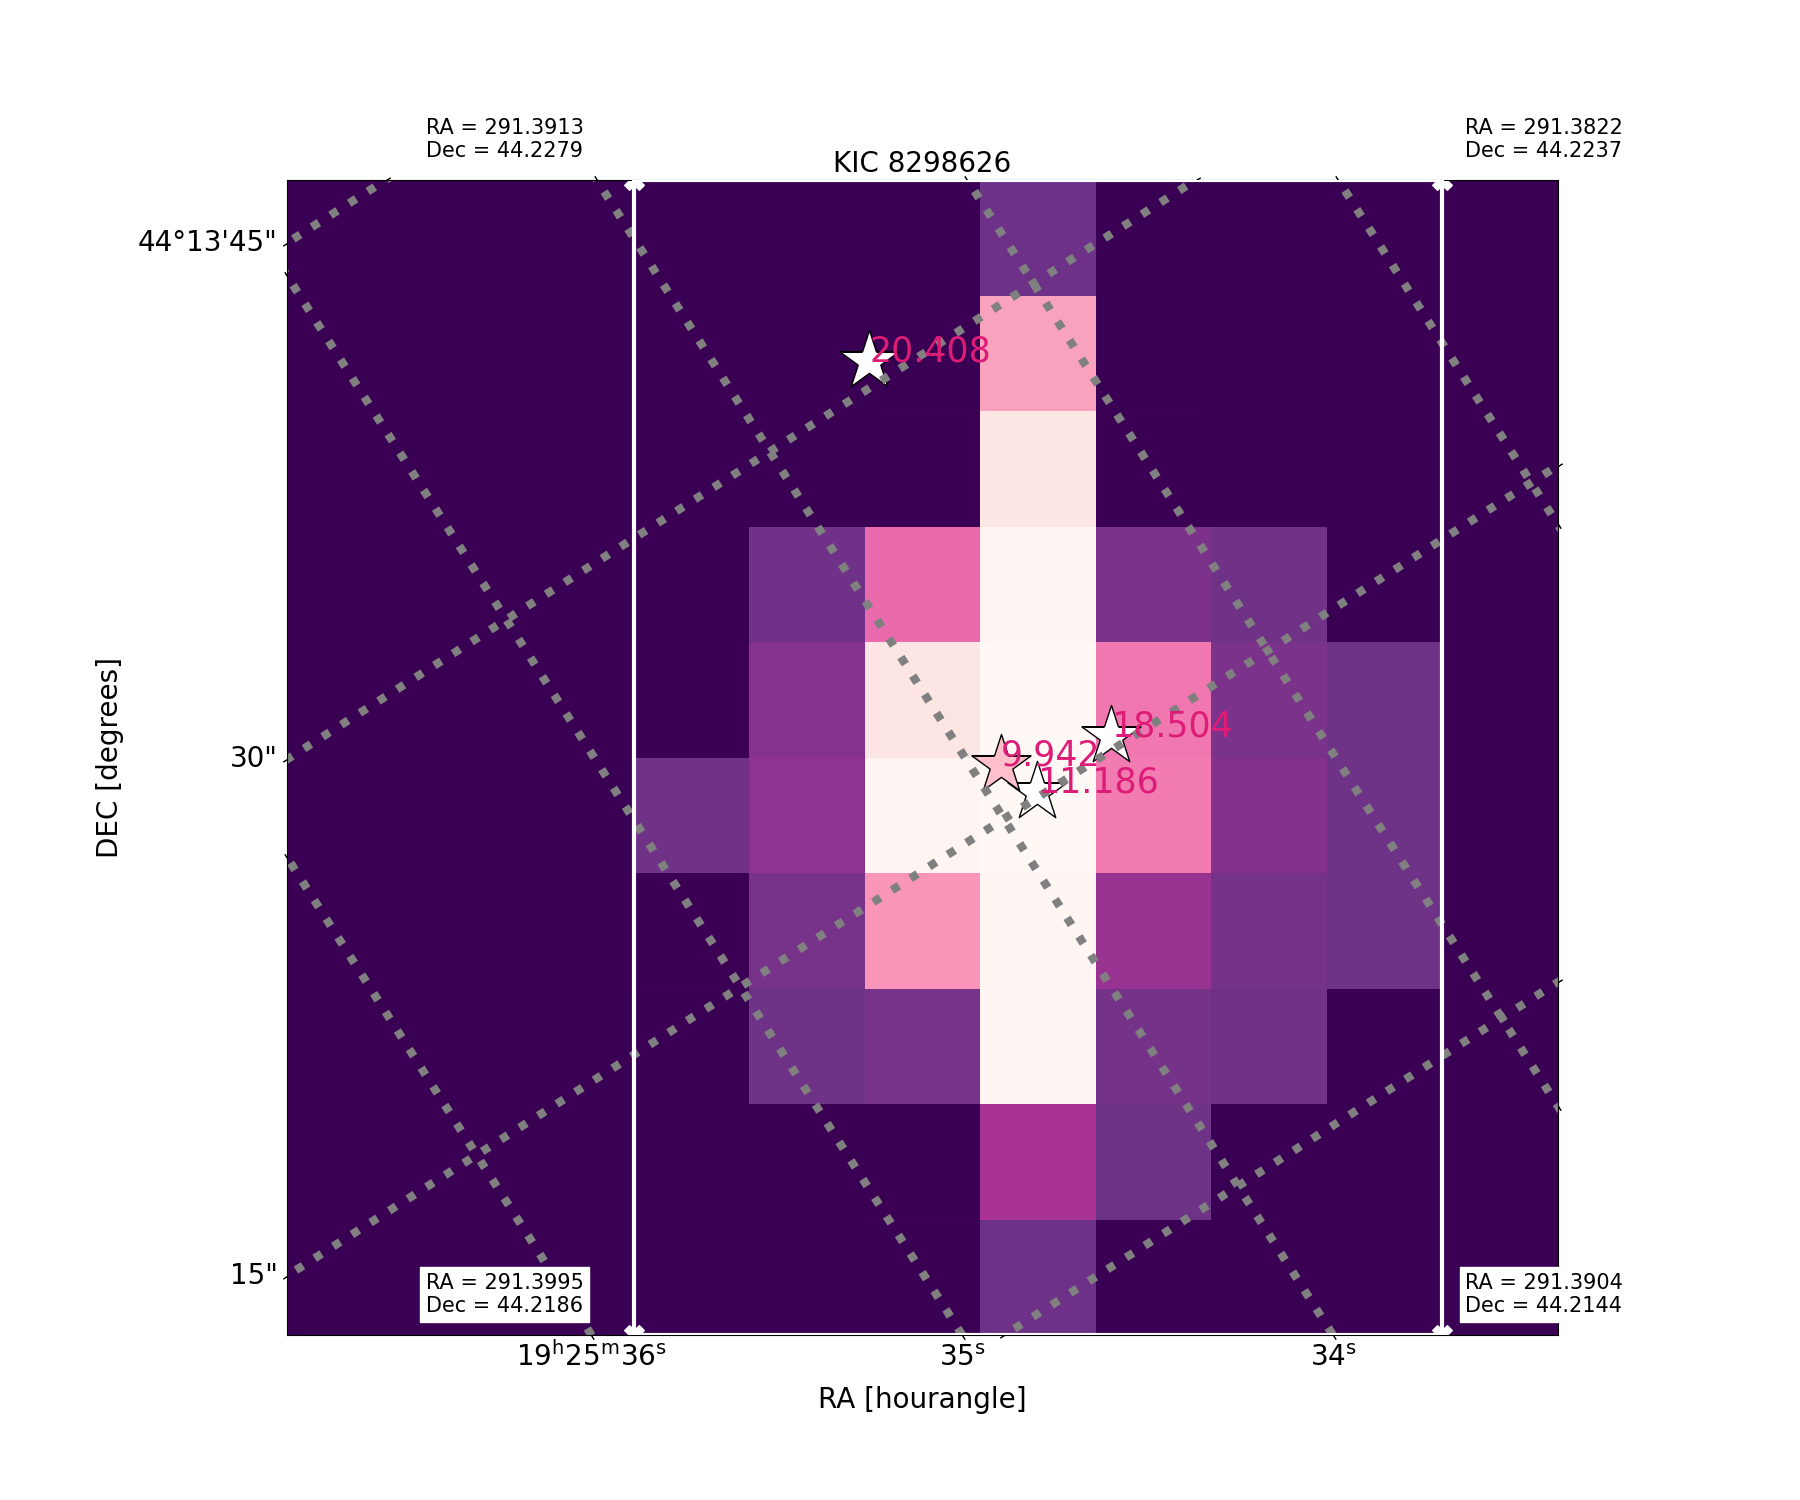 RA = 291.3913
Dec = 44.2279
RA = 291.3822
Dec = 44.2237
KIC 8298626
44°13'45"
20.408
DEC [degrees]
30"
18.504
9.942
11.186
15"
RA = 291.3995
Dec = 44.2186
RA = 291.3904
Dec = 44.2144
19ʰ25ᵐ36ˢ
35ˢ
34ˢ
RA [hourangle]